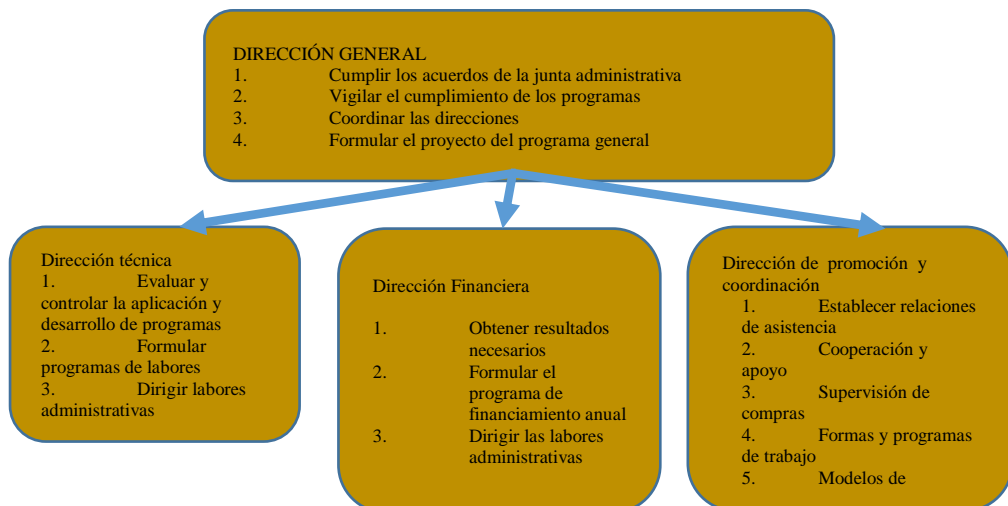 DIRECCIÓN GENERAL
1. Cumplir los acuerdos de la junta administrativa
2. Vigilar el cumplimiento de los programas
3. Coordinar las direcciones
4. Formular el proyecto del programa general
Dirección técnica
1. Evaluar y
controlar la aplicación y
desarrollo de programas
2. Formular
programas de labores
3. Dirigir labores
administrativas
Dirección Financiera
1. Obtener resultados
necesarios
2. Formular el
programa de
financiamiento anual
3. Dirigir las labores
administrativas
Dirección de promoción y
coordinación
1. Establecer relaciones
de asistencia
2. Cooperación y
apoyo
3. Supervisión de
compras
4. Formas y programas
de trabajo
5. Modelos de